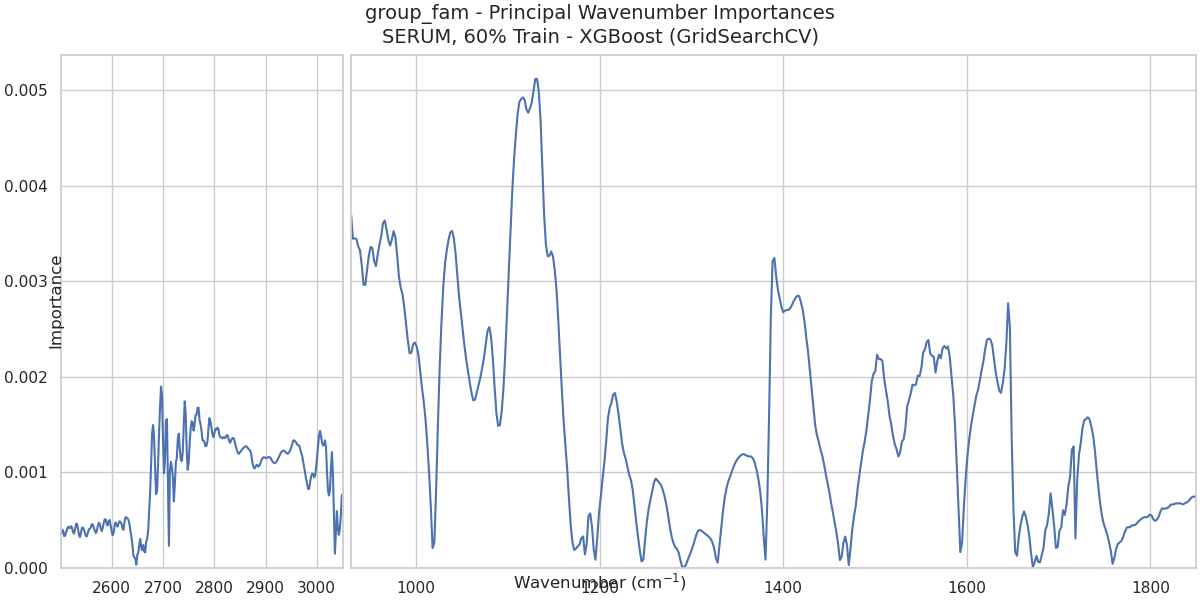 group_fam - Principal Wavenumber Importances
SERUM, 60% Train - XGBoost (GridSearchCV)
0.005
0.004
0.003
0.002
0.001
0.000
Importance
2600 2700 2800 2900 3000
1000 1200 1400 1600 1800
Wavenumber (cm⁻¹)